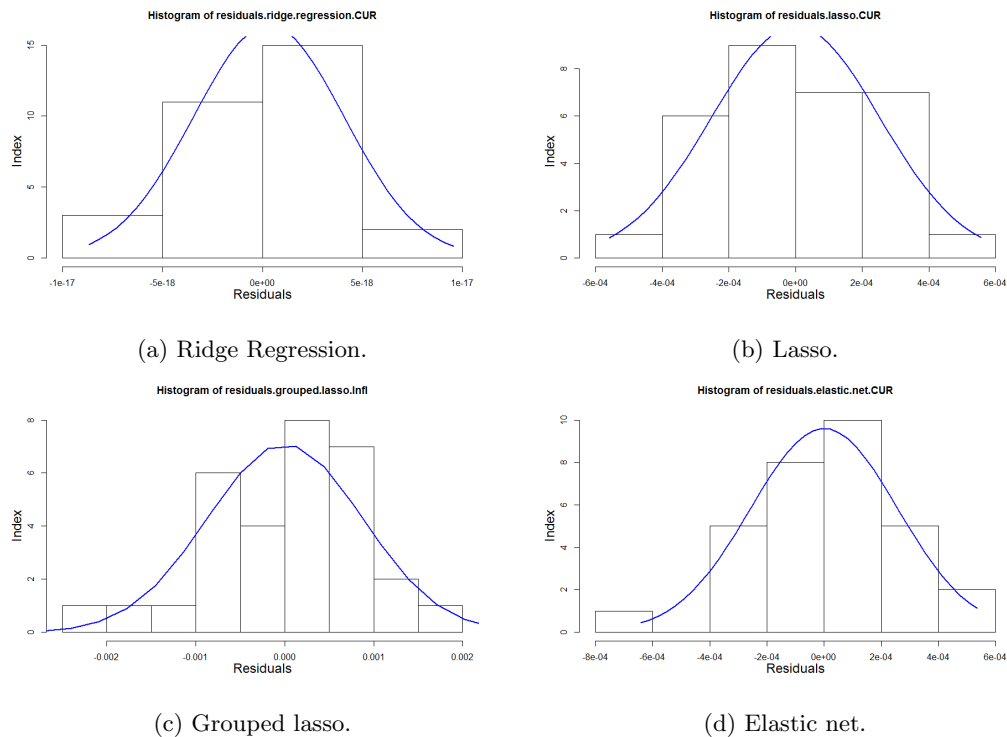 Histogram of residuals.ridge.regression.CUR
Index
0 5 10 15
-1e-17 -5e-18 0e+00 5e-18 1e-17
Residuals
(a) Ridge Regression.
Histogram of residuals.lasso.CUR
Index
0 2 4 6 8
-6e-04 -4e-04 -2e-04 0e+00 2e-04 4e-04 6e-04
Residuals
(b) Lasso.
Histogram of residuals.grouped.lasso.Infl
Index
0 2 4 6 8
-0.002 -0.001 0.000 0.001 0.002
Residuals
(c) Grouped lasso.
Histogram of residuals.elastic.net.CUR
Index
0 2 4 6 8 10
-8e-04 -6e-04 -4e-04 -2e-04 0e+00 2e-04 4e-04 6e-04
Residuals
(d) Elastic net.